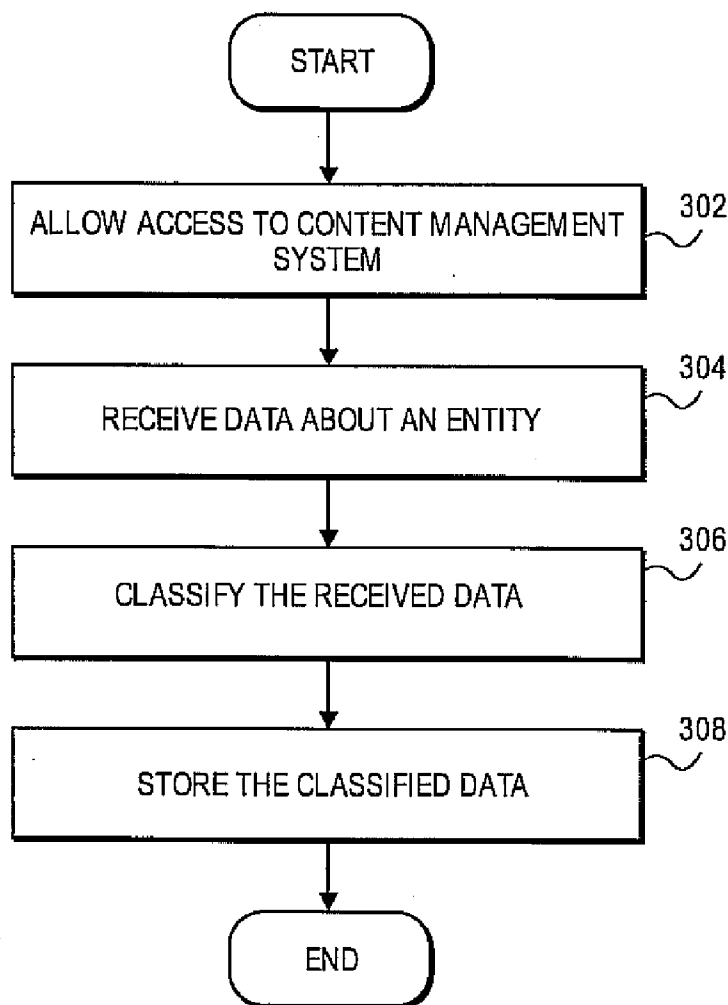 START
302
ALLOW ACCESS TO CONTENT MANAGEMENT
SYSTEM
304
RECEIVE DATA ABOUT AN ENTITY
306
CLASSIFY THE RECEIVED DATA
308
STORE THE CLASSIFIED DATA
END